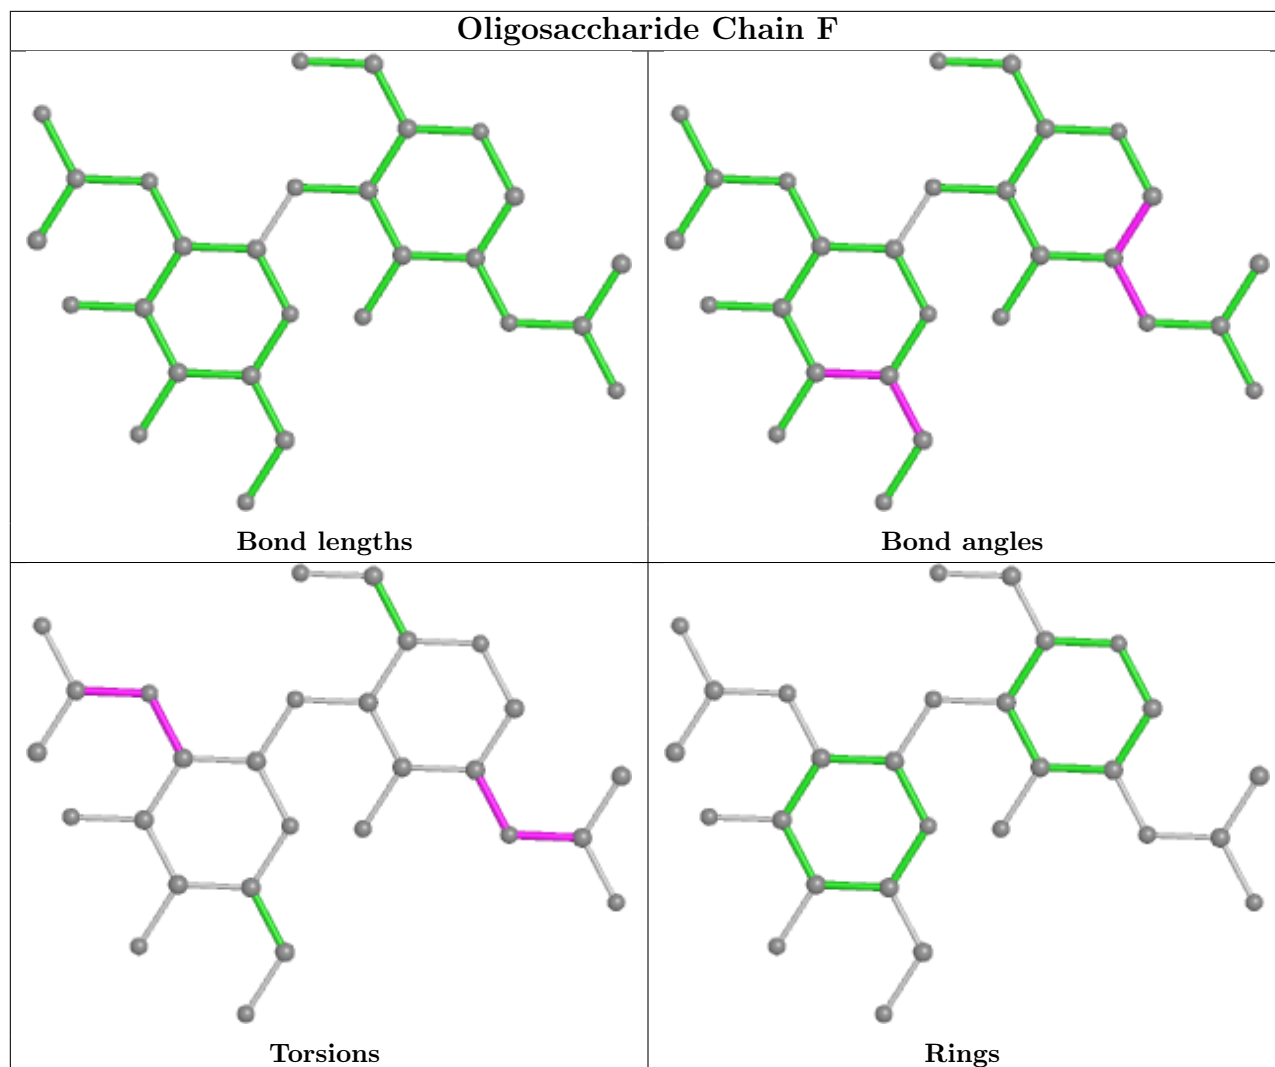 Oligosaccharide Chain F
Bond lengths
Bond angles
Torsions
Rings